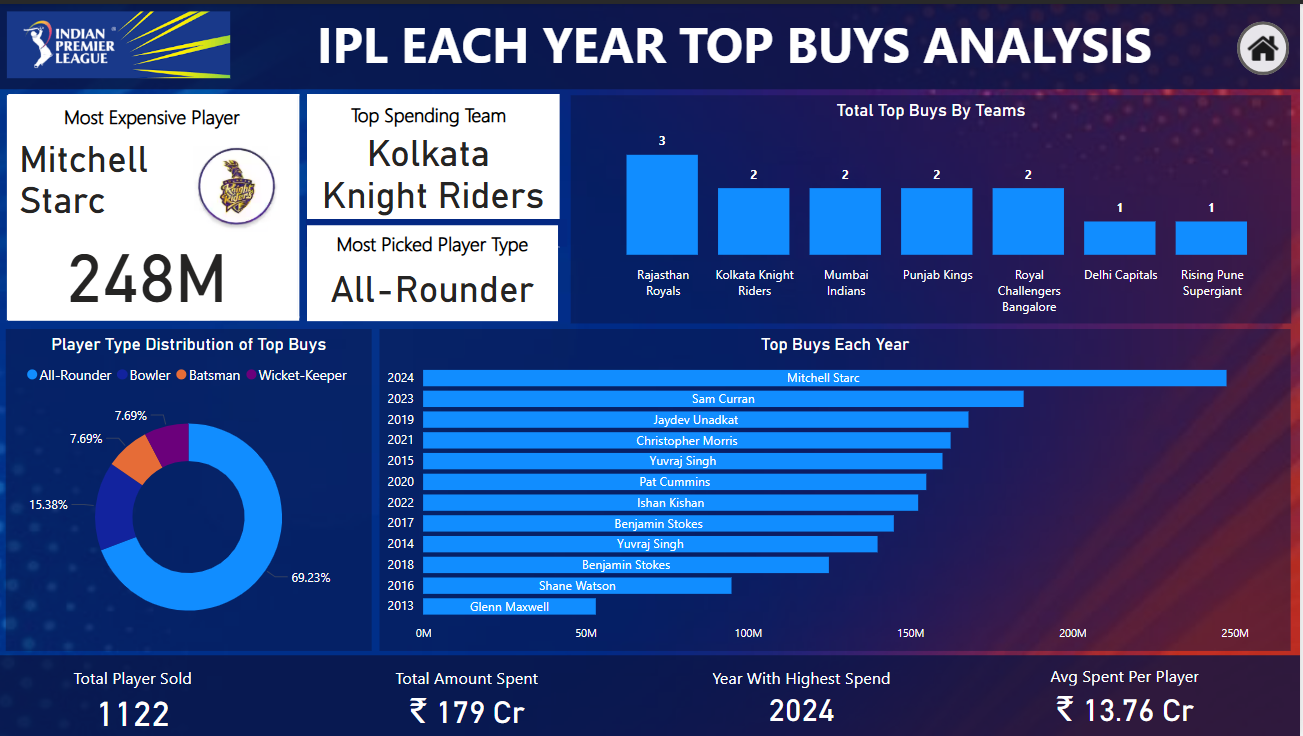 INDIAN
PREMIER
LEAGUE
IPL EACH YEAR TOP BUYS ANALYSIS
Most Expensive Player
Mitchell
Starc
Knight
Riders
248M
Top Spending Team
Kolkata
Knight Riders
Most Picked Player Type
All-Rounder
Total Top Buys By Teams
3
2
2
2
2
1
1
Rajasthan
Royals
Kolkata Knight
Riders
Mumbai
Indians
Punjab Kings
Royal
Challengers
Bangalore
Delhi Capitals
Rising Pune
Supergiant
Player Type Distribution of Top Buys
All-Rounder Bowler Batsman Wicket-Keeper
7.69%
7.69%
15.38%
69.23%
Top Buys Each Year
2024 Mitchell Starc
2023 Sam Curran
2019 Jaydev Unadkat
2021 Christopher Morris
2015 Yuvraj Singh
2020 Pat Cummins
2022 Ishan Kishan
2017 Benjamin Stokes
2014 Yuvraj Singh
2018 Benjamin Stokes
2016 Shane Watson
2013 Glenn Maxwell
0M 50M 100M 150M 200M 250M
Total Player Sold
1122
Total Amount Spent
₹ 179 Cr
Year With Highest Spend
2024
Avg Spent Per Player
₹ 13.76 Cr